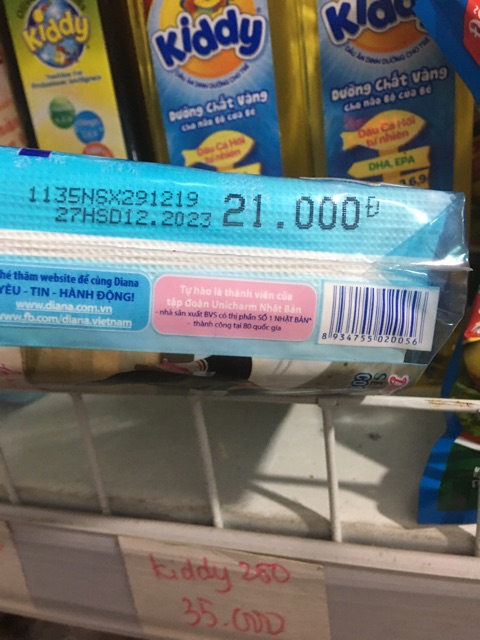 Kiddy
Kiddy
DẦU ĂN DINH DƯỠNG CHO TRẺ
Dưỡng Chất Vàng
cho não Bộ của Bé
Dầu Cá Hồi
tự nhiên
Kiddy
Dưỡng Chất Vàng
cho não Bộ của Bé
Dầu Cá Hồi
tự nhiên
DHA, EPA
1135NSX291219
27HSD12.2023
21.000Đ
hé thăm website để cùng Diana
YÊU - TIN - HÀNH ĐỘNG!
www.diana.com.vn
www.fb.com/diana.vietnam
Tự hào là thành viên của
tập đoàn Unicharm Nhật Bản
- nhà sản xuất BVS có thị phần SỐ 1 NHẬT BẢN*
- thành công tại 80 quốc gia
8 934755 020056
Kiddy 250
35.000